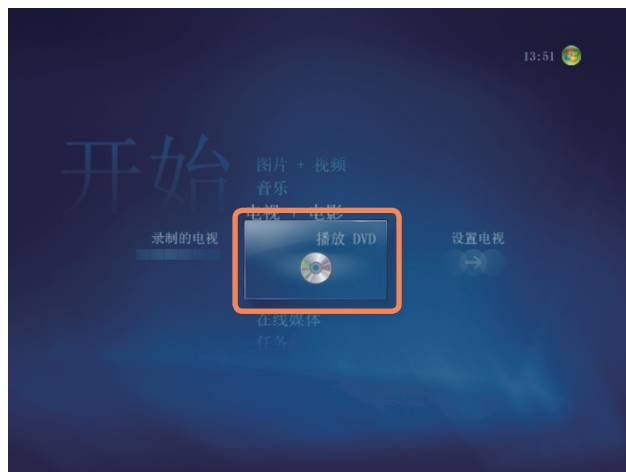 13:51
开始
图片 + 视频
音乐
电视 + 电影
录制的电视
播放 DVD
设置电视
在线媒体
任务